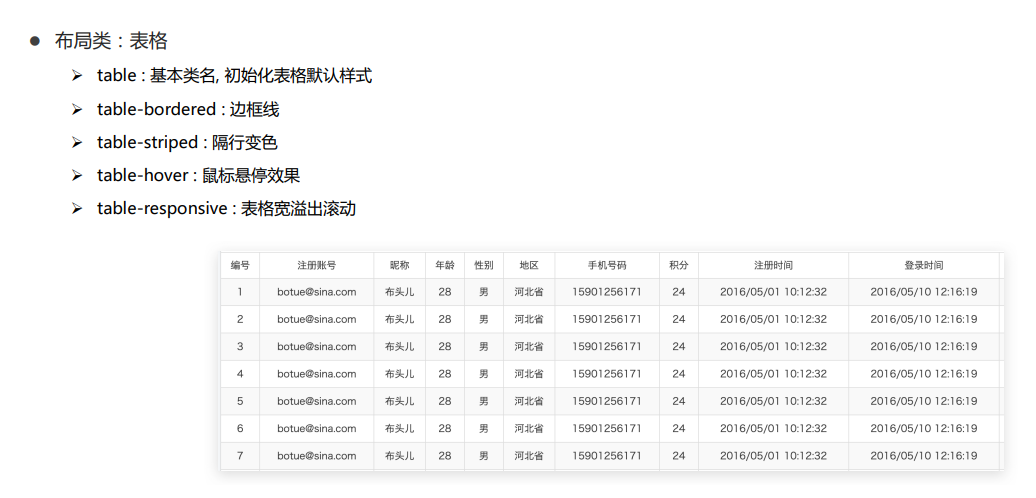 布局类：表格
table : 基本类名, 初始化表格默认样式
table-bordered : 边框线
table-striped : 隔行变色
table-hover : 鼠标悬停效果
table-responsive : 表格宽溢出滚动
编号 注册账号 昵称 年龄 性别 地区 手机号码 积分 注册时间 登录时间
1 botue@sina.com 布头儿 28 男 河北省 15901256171 24 2016/05/01 10:12:32 2016/05/10 12:16:19
2 botue@sina.com 布头儿 28 男 河北省 15901256171 24 2016/05/01 10:12:32 2016/05/10 12:16:19
3 botue@sina.com 布头儿 28 男 河北省 15901256171 24 2016/05/01 10:12:32 2016/05/10 12:16:19
4 botue@sina.com 布头儿 28 男 河北省 15901256171 24 2016/05/01 10:12:32 2016/05/10 12:16:19
5 botue@sina.com 布头儿 28 男 河北省 15901256171 24 2016/05/01 10:12:32 2016/05/10 12:16:19
6 botue@sina.com 布头儿 28 男 河北省 15901256171 24 2016/05/01 10:12:32 2016/05/10 12:16:19
7 botue@sina.com 布头儿 28 男 河北省 15901256171 24 2016/05/01 10:12:32 2016/05/10 12:16:19